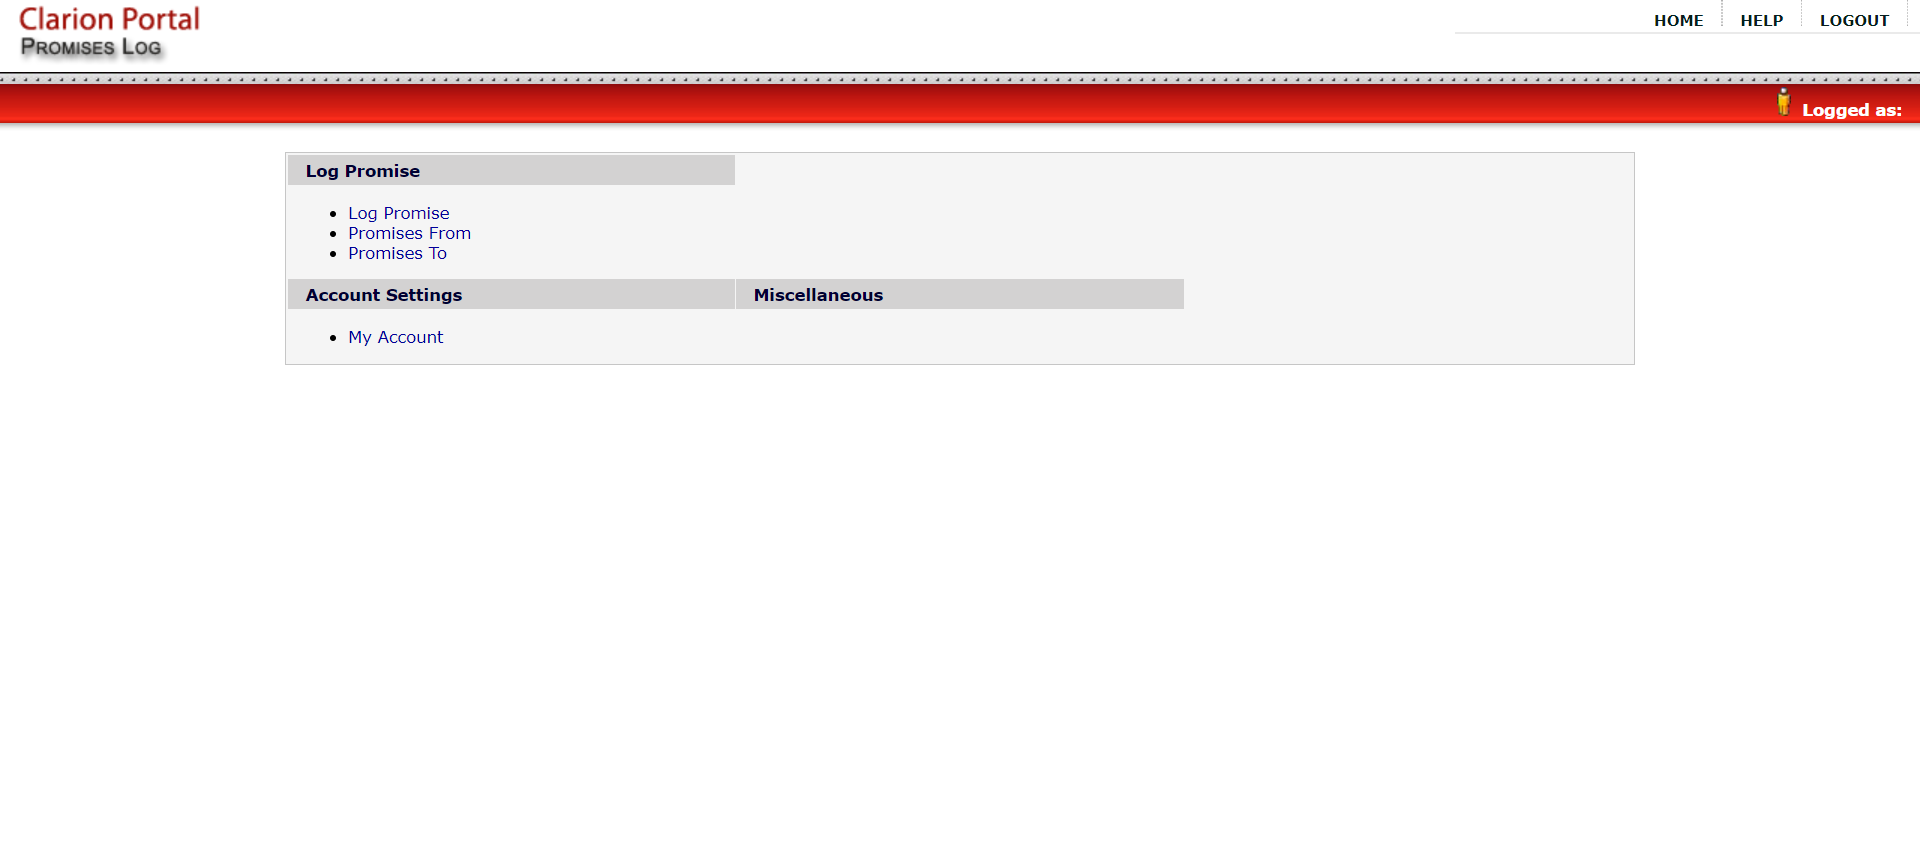 Clarion Portal
PROMISES LOG
HOME HELP LOGOUT
Logged as:
Log Promise
Log Promise
Promises From
Promises To
Account Settings Miscellaneous
My Account